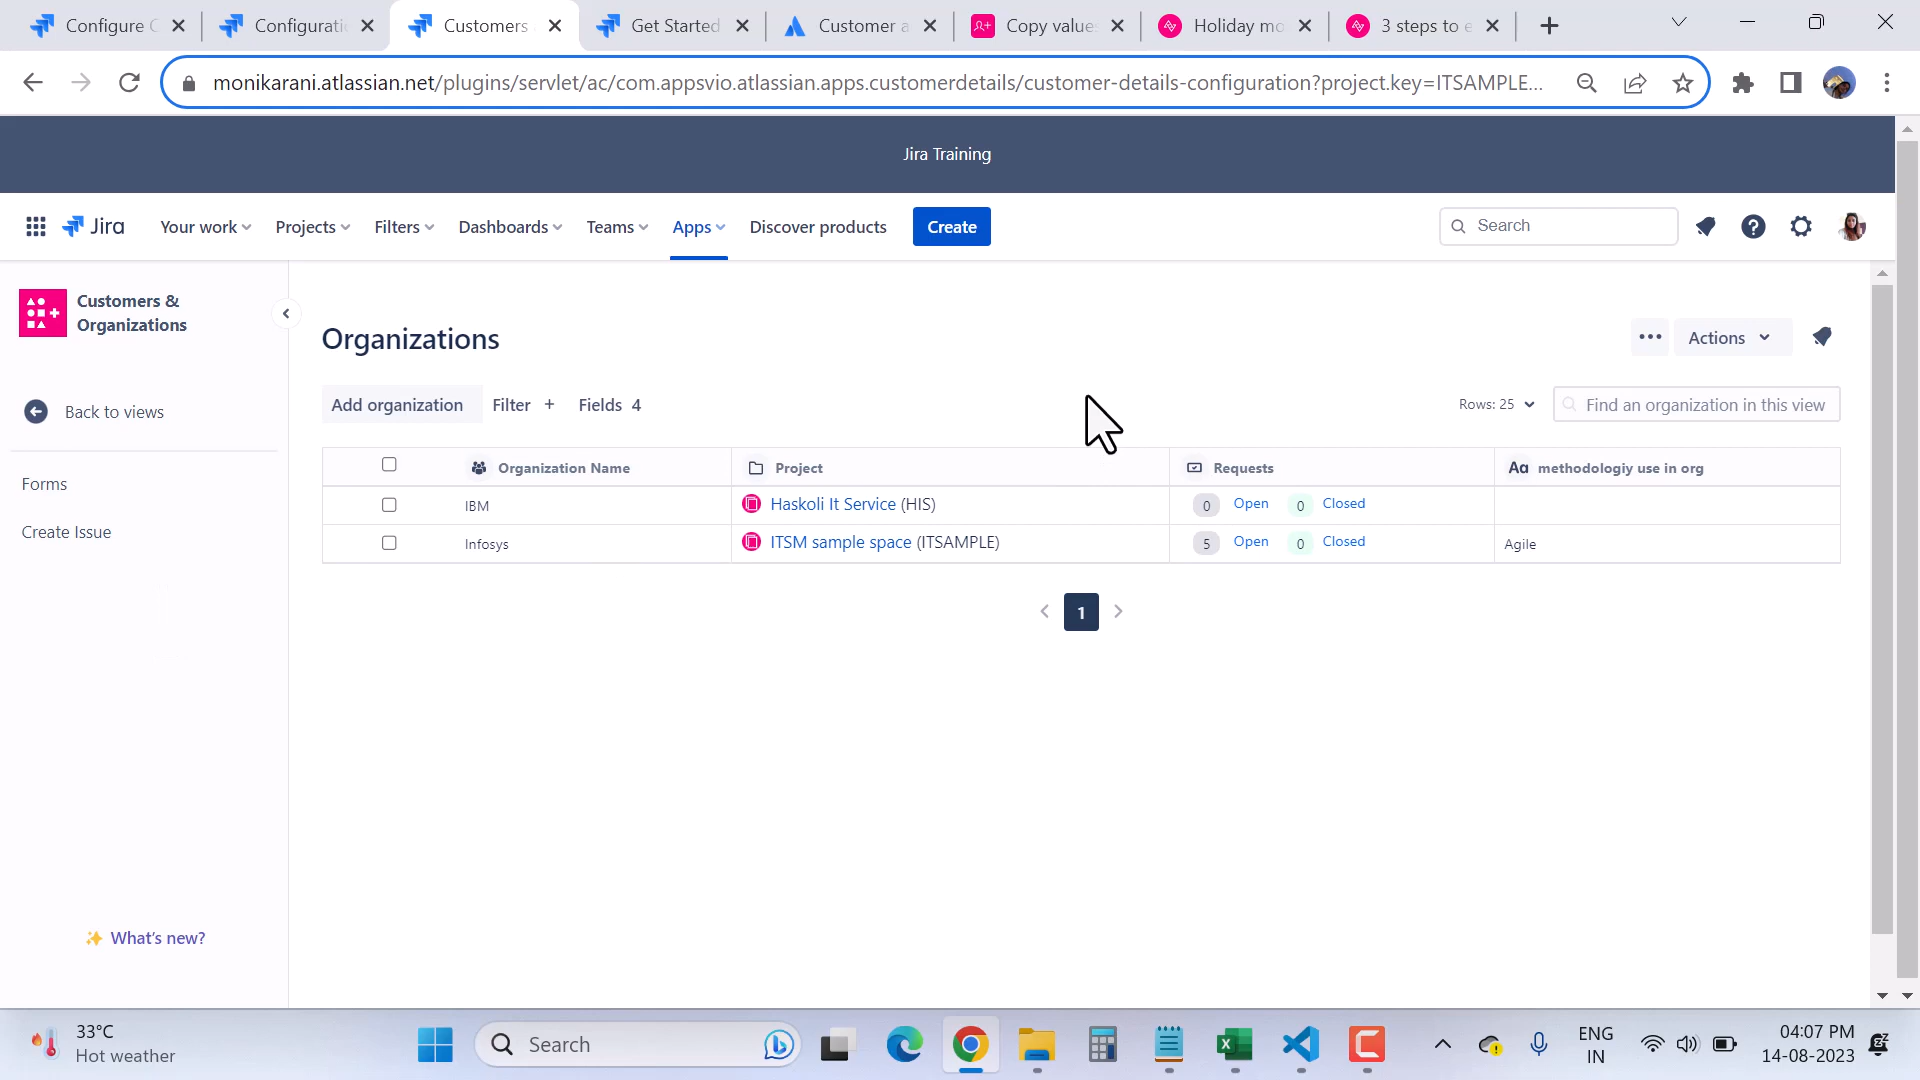 Configure C
Configurati
Customers
Get Started
Customer a
Copy value
Holiday mo
3 steps to e
monikarani.atlassian.net/plugins/servlet/ac/com.appsvio.atlassian.apps.customerdetails/customer-details-configuration?project.key=ITSAMPLE...
Jira Training
Jira
Your work
Projects
Filters
Dashboards
Teams
Apps
Discover products
Create
Search
Customers &
Organizations
Back to views
Forms
Create Issue
What's new?
Organizations
Actions
Add organization
Filter +
Fields 4
Rows: 25
Find an organization in this view
Organization Name Project Requests Aa methodologiy use in org
IBM Haskoli It Service (HIS) 0 Open 0 Closed
Infosys ITSM sample space (ITSAMPLE) 5 Open 0 Closed Agile
1
33°C
Hot weather
Search
ENG
IN
04:07 PM
14-08-2023